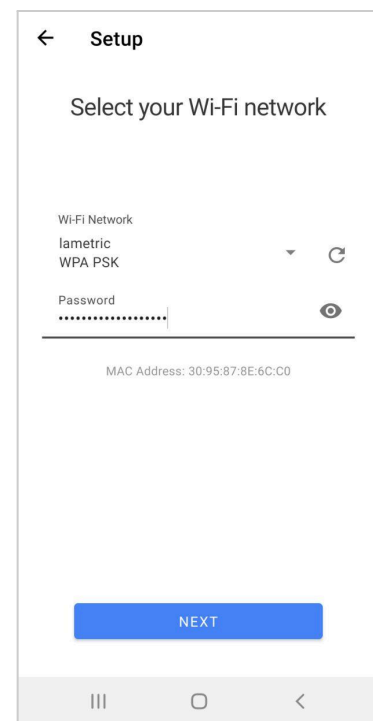 Setup
Select your Wi-Fi network
Wi-Fi Network
lametric
WPA PSK
Password
•••••••••••••••••••
MAC Address: 30:95:87:8E:6C:C0
NEXT